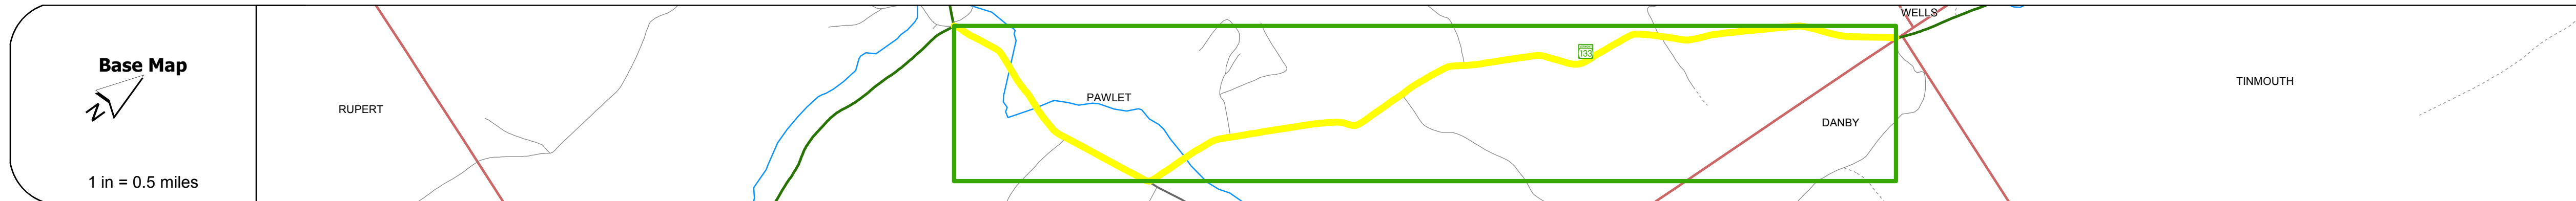 Base Map
N
1 in = 0.5 miles
RUPERT
PAWLET
133
WELLS
DANBY
TINMOUTH